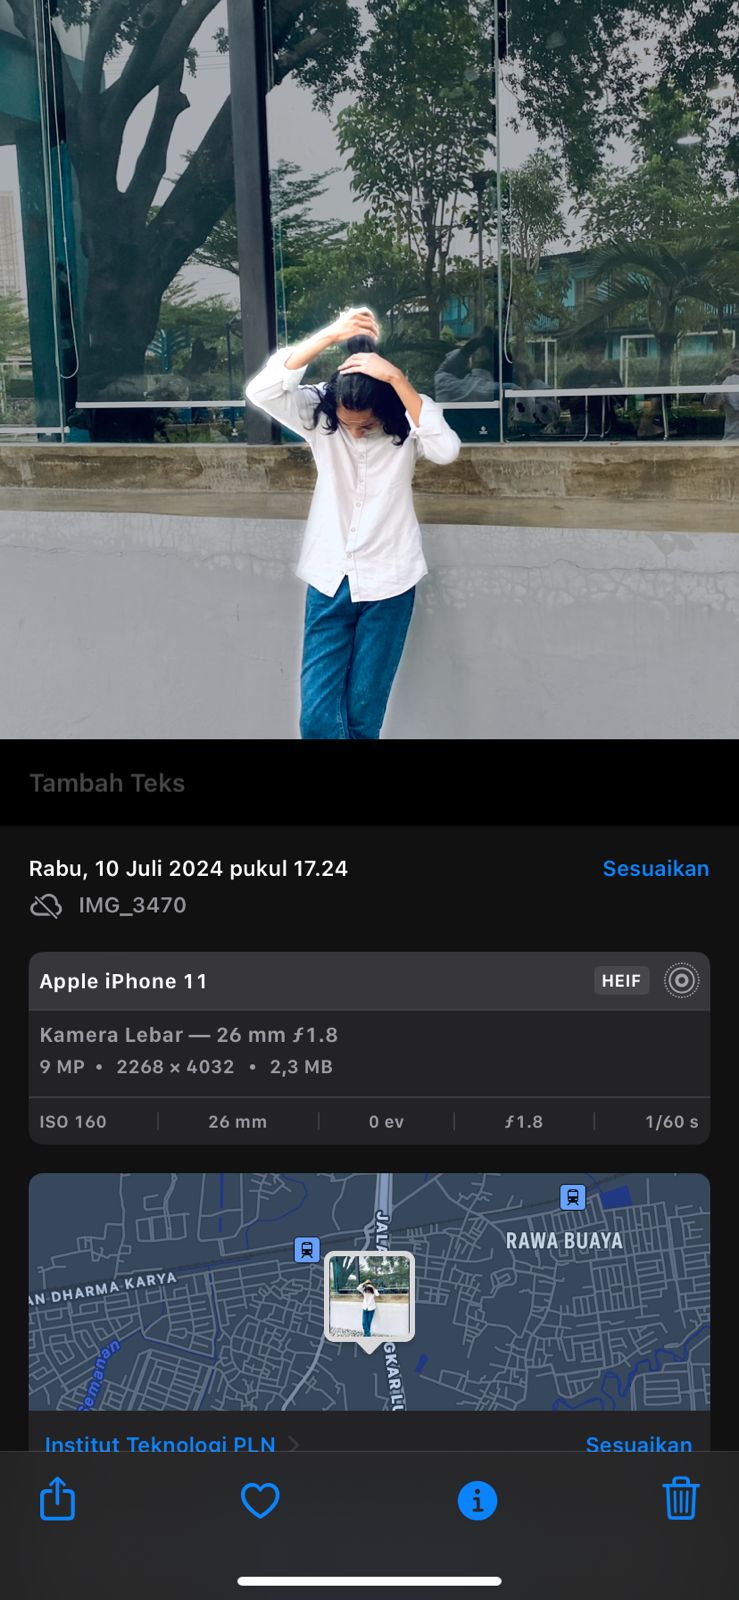 Tambah Teks
Rabu, 10 Juli 2024 pukul 17.24
Sesuaikan
IMG_3470
Apple iPhone 11
HEIF
Kamera Lebar — 26 mm ƒ1.8
9 MP • 2268 × 4032 • 2,3 MB
ISO 160
26 mm
0 ev
ƒ1.8
1/60 s
JALA
RAWA BUAYA
AN DHARMA KARYA
semanan
GKAR LU
Institut Teknologi PLN
Sesuaikan